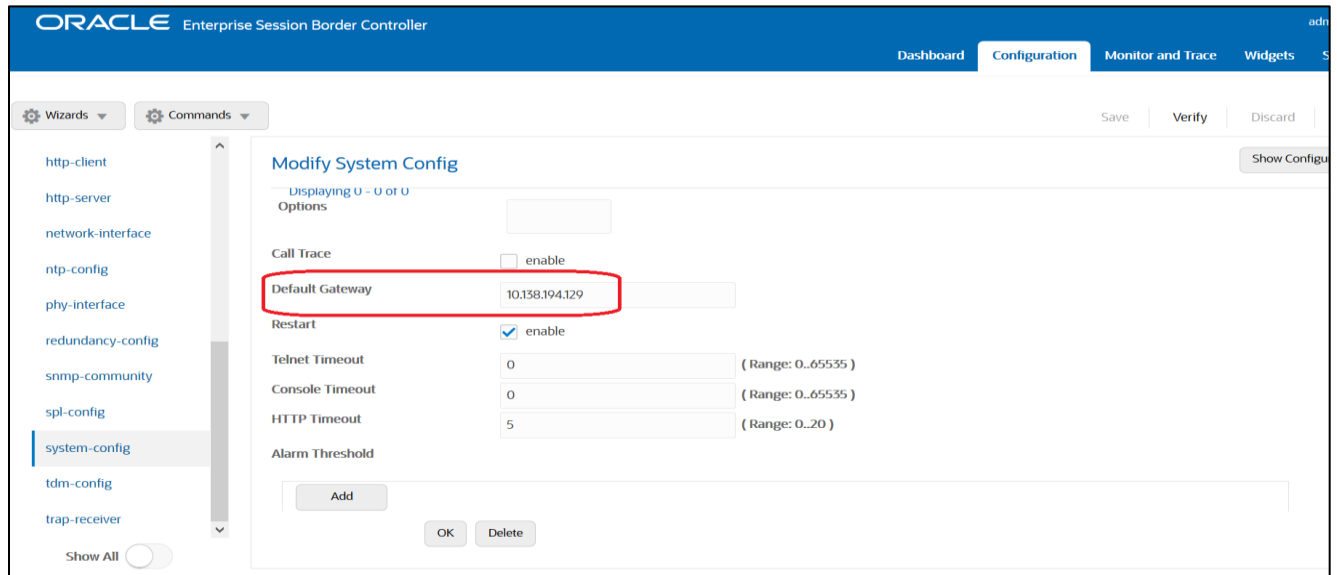 ORACLE Enterprise Session Border Controller
adn
Dashboard Configuration Monitor and Trace Widgets S
Wizards Commands Save Verify Discard
http-client
http-server
network-interface
ntp-config
phy-interface
redundancy-config
snmp-community
spl-config
system-config
tdm-config
trap-receiver
Show All
Modify System Config Show Configu
Displaying 0 - 0 of 0
Options
Call Trace enable
Default Gateway 10.138.194.129
Restart enable
Telnet Timeout 0 ( Range: 0..65535 )
Console Timeout 0 ( Range: 0..65535 )
HTTP Timeout 5 ( Range: 0..20 )
Alarm Threshold
Add
OK Delete